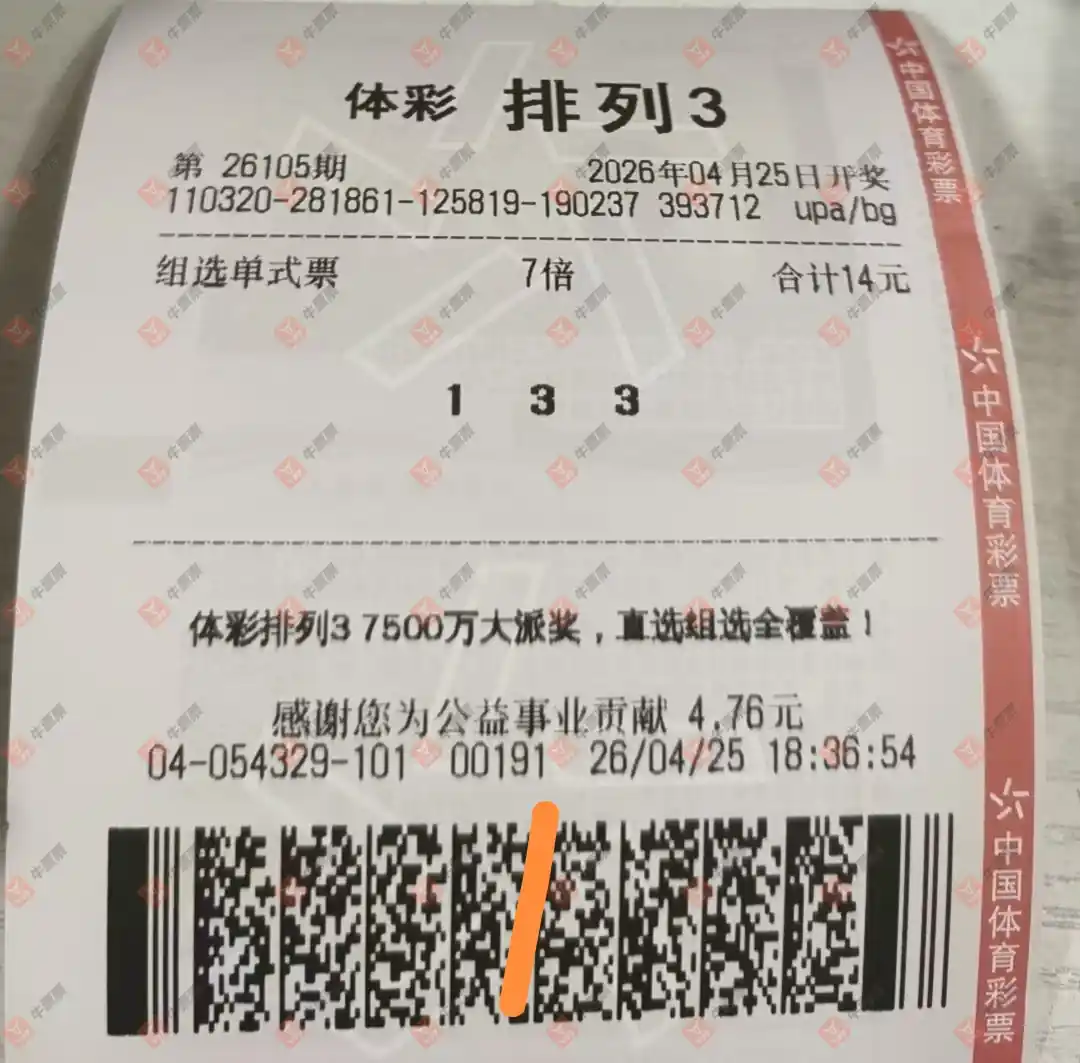 体彩 排列3
第 26105期 2026年04月25日开奖
110320-281861-125819-190237 393712 upa/bg
组选单式票 7倍 合计14元
1 3 3
体彩排列3 7500万大派奖，直选组选全覆盖！
感谢您为公益事业贡献 4.76元
04-054329-101 00191 26/04/25 18:36:54
中国体育彩票
中国体育彩票
中国体育彩票
牛票票